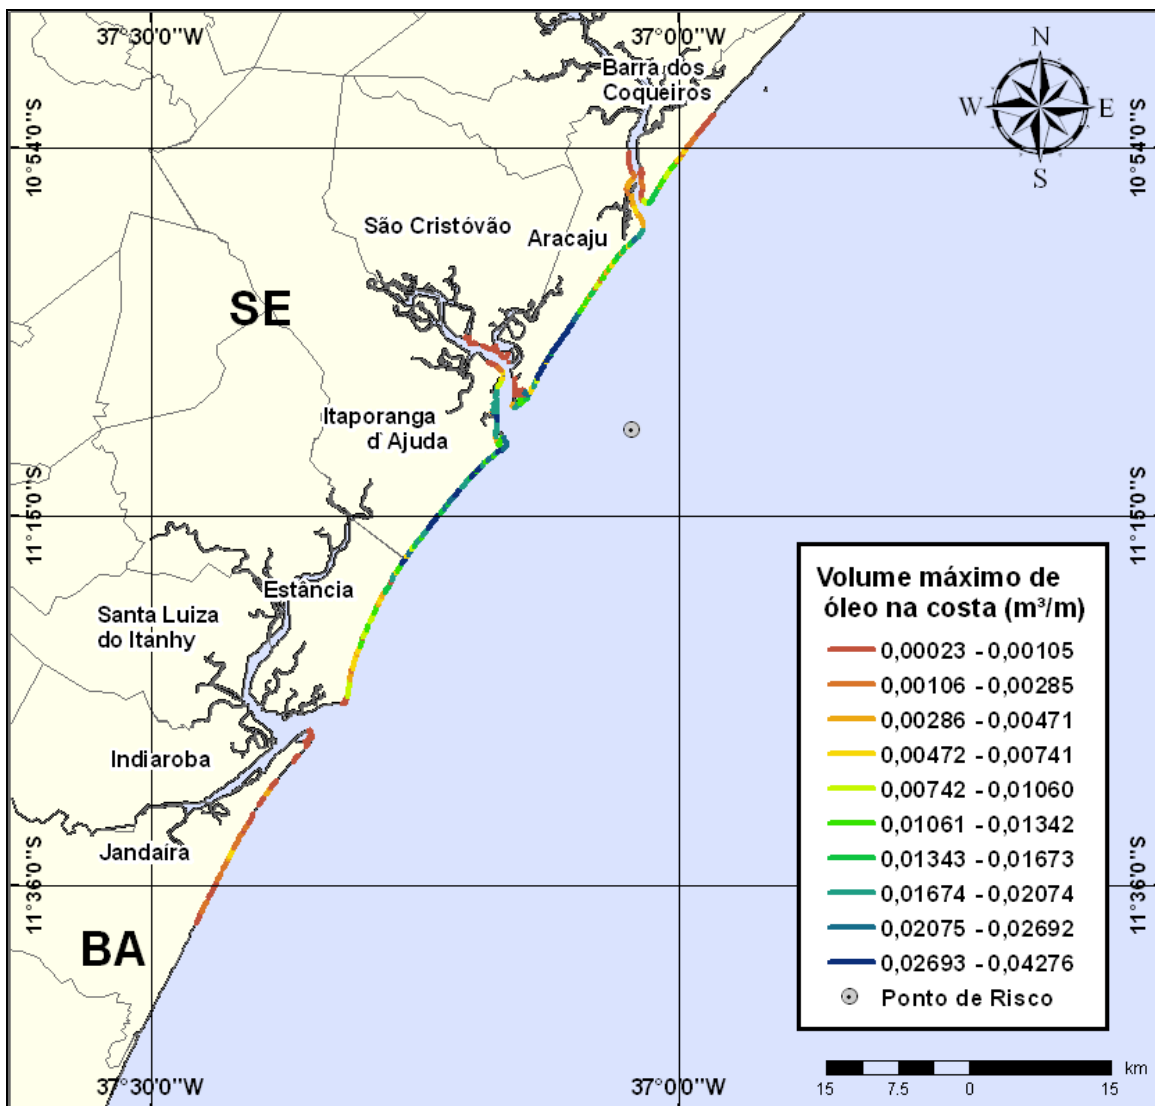 37°30'0''W
37°0'0''W
N
W
E
S
Barra dos
Coqueiros
10°54'0''S
10°54'0''S
São Cristóvão
Aracaju
SE
Itaporanga
d`Ajuda
11°15'0''S
11°15'0''S
Estância
Santa Luiza
do Itanhy
Indiaroba
Jandaíra
11°36'0''S
11°36'0''S
BA
Volume máximo de
óleo na costa (m³/m)
0,00023 - 0,00105
0,00106 - 0,00285
0,00286 - 0,00471
0,00472 - 0,00741
0,00742 - 0,01060
0,01061 - 0,01342
0,01343 - 0,01673
0,01674 - 0,02074
0,02075 - 0,02692
0,02693 - 0,04276
Ponto de Risco
km
15 7.5 0 15
37°30'0''W
37°0'0''W